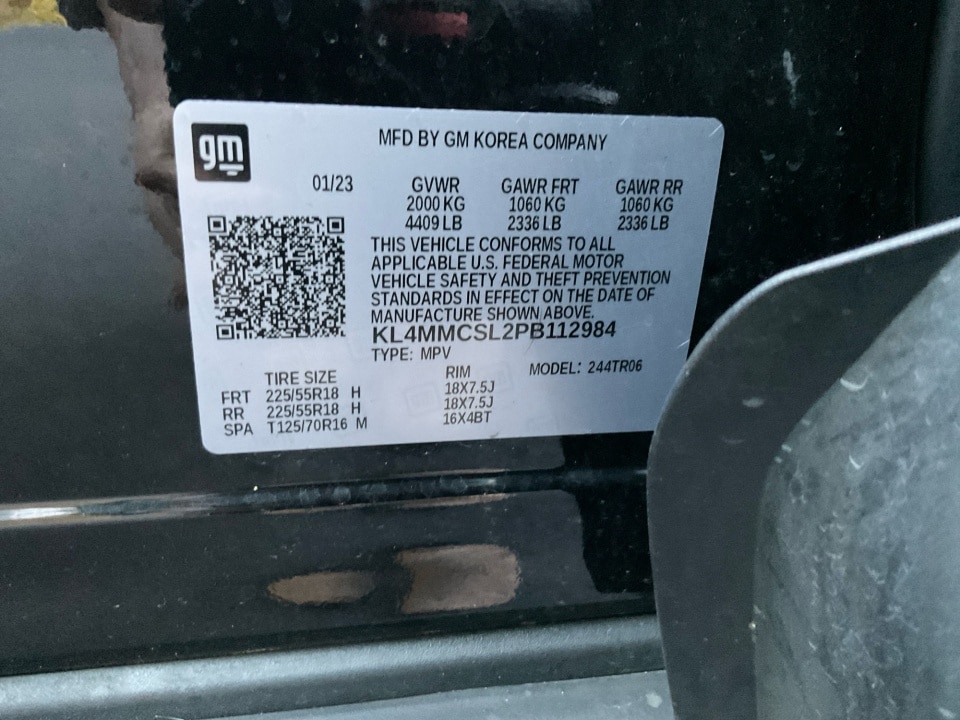 gm
MFD BY GM KOREA COMPANY
01/23 GVWR GAWR FRT GAWR RR
2000 KG 1060 KG 1060 KG
4409 LB 2336 LB 2336 LB
THIS VEHICLE CONFORMS TO ALL
APPLICABLE U.S. FEDERAL MOTOR
VEHICLE SAFETY AND THEFT PREVENTION
STANDARDS IN EFFECT ON THE DATE OF
MANUFACTURE SHOWN ABOVE.
KL4MMCSL2PB112984
TYPE: MPV MODEL: 244TR06
TIRE SIZE RIM
FRT 225/55R18 H 18X7.5J
RR 225/55R18 H 18X7.5J
SPA T125/70R16 M 16X4BT